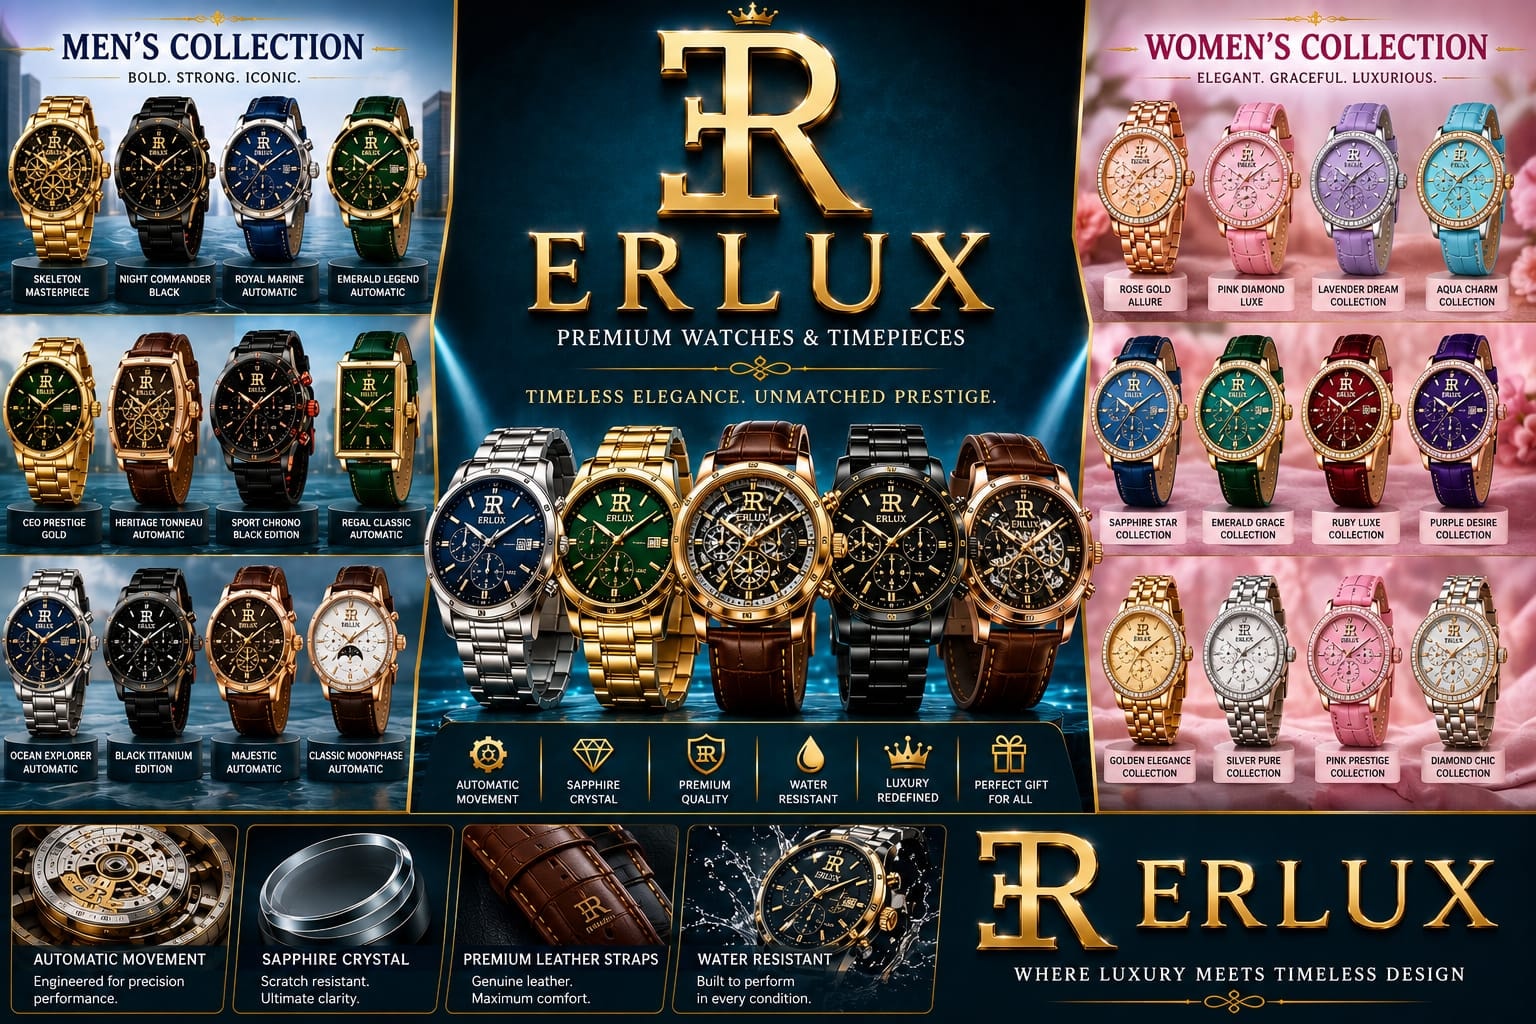 MEN'S COLLECTION
BOLD. STRONG. ICONIC.
SKELETON
MASTERPIECE
NIGHT COMMANDER
BLACK
ROYAL MARINE
AUTOMATIC
EMERALD LEGEND
AUTOMATIC
CEO PRESTIGE
GOLD
HERITAGE TONNEAU
AUTOMATIC
SPORT CHRONO
BLACK EDITION
REGAL CLASSIC
AUTOMATIC
OCEAN EXPLORER
AUTOMATIC
BLACK TITANIUM
EDITION
MAJESTIC
AUTOMATIC
CLASSIC MOONPHASE
AUTOMATIC
ERLUX
PREMIUM WATCHES & TIMEPIECES
TIMELESS ELEGANCE. UNMATCHED PRESTIGE.
ERLUX
ERLUX
ERLUX
ERLUX
ERLUX
AUTOMATIC
MOVEMENT
SAPPHIRE
CRYSTAL
PREMIUM
QUALITY
WATER
RESISTANT
LUXURY
REDEFINED
PERFECT GIFT
FOR ALL
WOMEN'S COLLECTION
ELEGANT. GRACEFUL. LUXURIOUS.
ROSE GOLD
ALLURE
PINK DIAMOND
LUXE
LAVENDER DREAM
COLLECTION
AQUA CHARM
COLLECTION
SAPPHIRE STAR
COLLECTION
EMERALD GRACE
COLLECTION
RUBY LUXE
COLLECTION
PURPLE DESIRE
COLLECTION
GOLDEN ELEGANCE
COLLECTION
SILVER PURE
COLLECTION
PINK PRESTIGE
COLLECTION
DIAMOND CHIC
COLLECTION
AUTOMATIC MOVEMENT
Engineered for precision
performance.
SAPPHIRE CRYSTAL
Scratch resistant.
Ultimate clarity.
PREMIUM LEATHER STRAPS
Genuine leather.
Maximum comfort.
WATER RESISTANT
Built to perform
in every condition.
ERLUX
WHERE LUXURY MEETS TIMELESS DESIGN